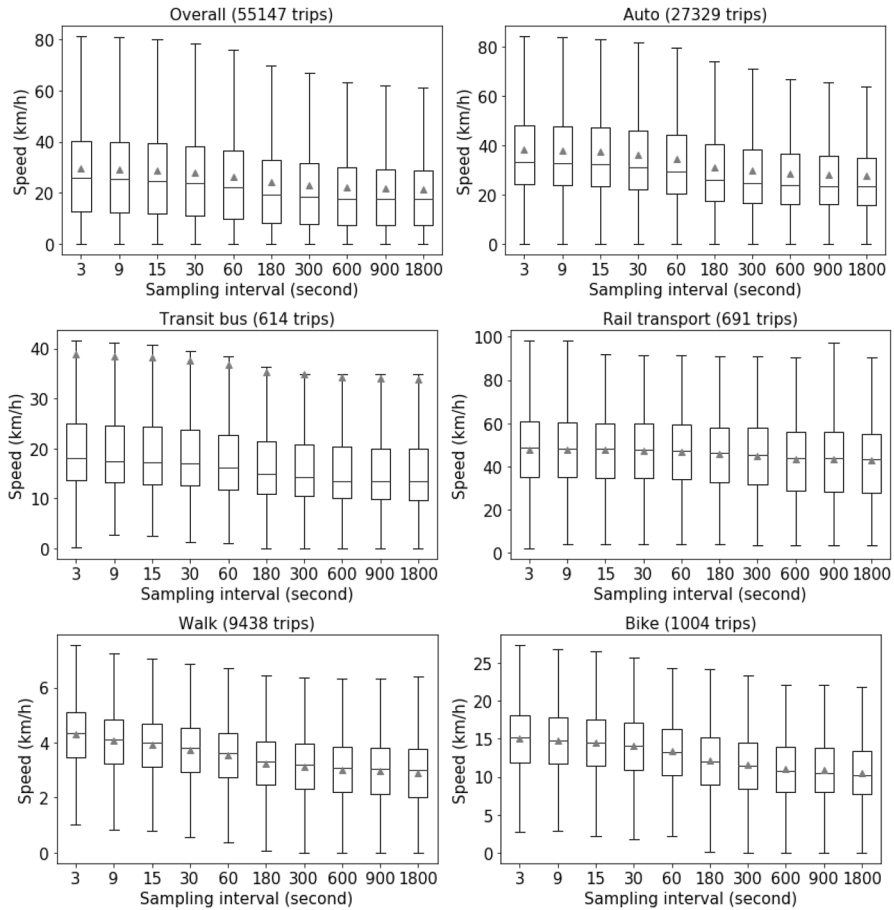 Overall (55147 trips)
Speed (km/h)
80
60
40
20
0
3 9 15 30 60 180 300 600 900 1800
Sampling interval (second)
Auto (27329 trips)
Speed (km/h)
80
60
40
20
0
3 9 15 30 60 180 300 600 900 1800
Sampling interval (second)
Transit bus (614 trips)
Speed (km/h)
40
30
20
10
0
3 9 15 30 60 180 300 600 900 1800
Sampling interval (second)
Rail transport (691 trips)
Speed (km/h)
100
80
60
40
20
0
3 9 15 30 60 180 300 600 900 1800
Sampling interval (second)
Walk (9438 trips)
Speed (km/h)
6
4
2
0
3 9 15 30 60 180 300 600 900 1800
Sampling interval (second)
Bike (1004 trips)
Speed (km/h)
25
20
15
10
5
0
3 9 15 30 60 180 300 600 900 1800
Sampling interval (second)